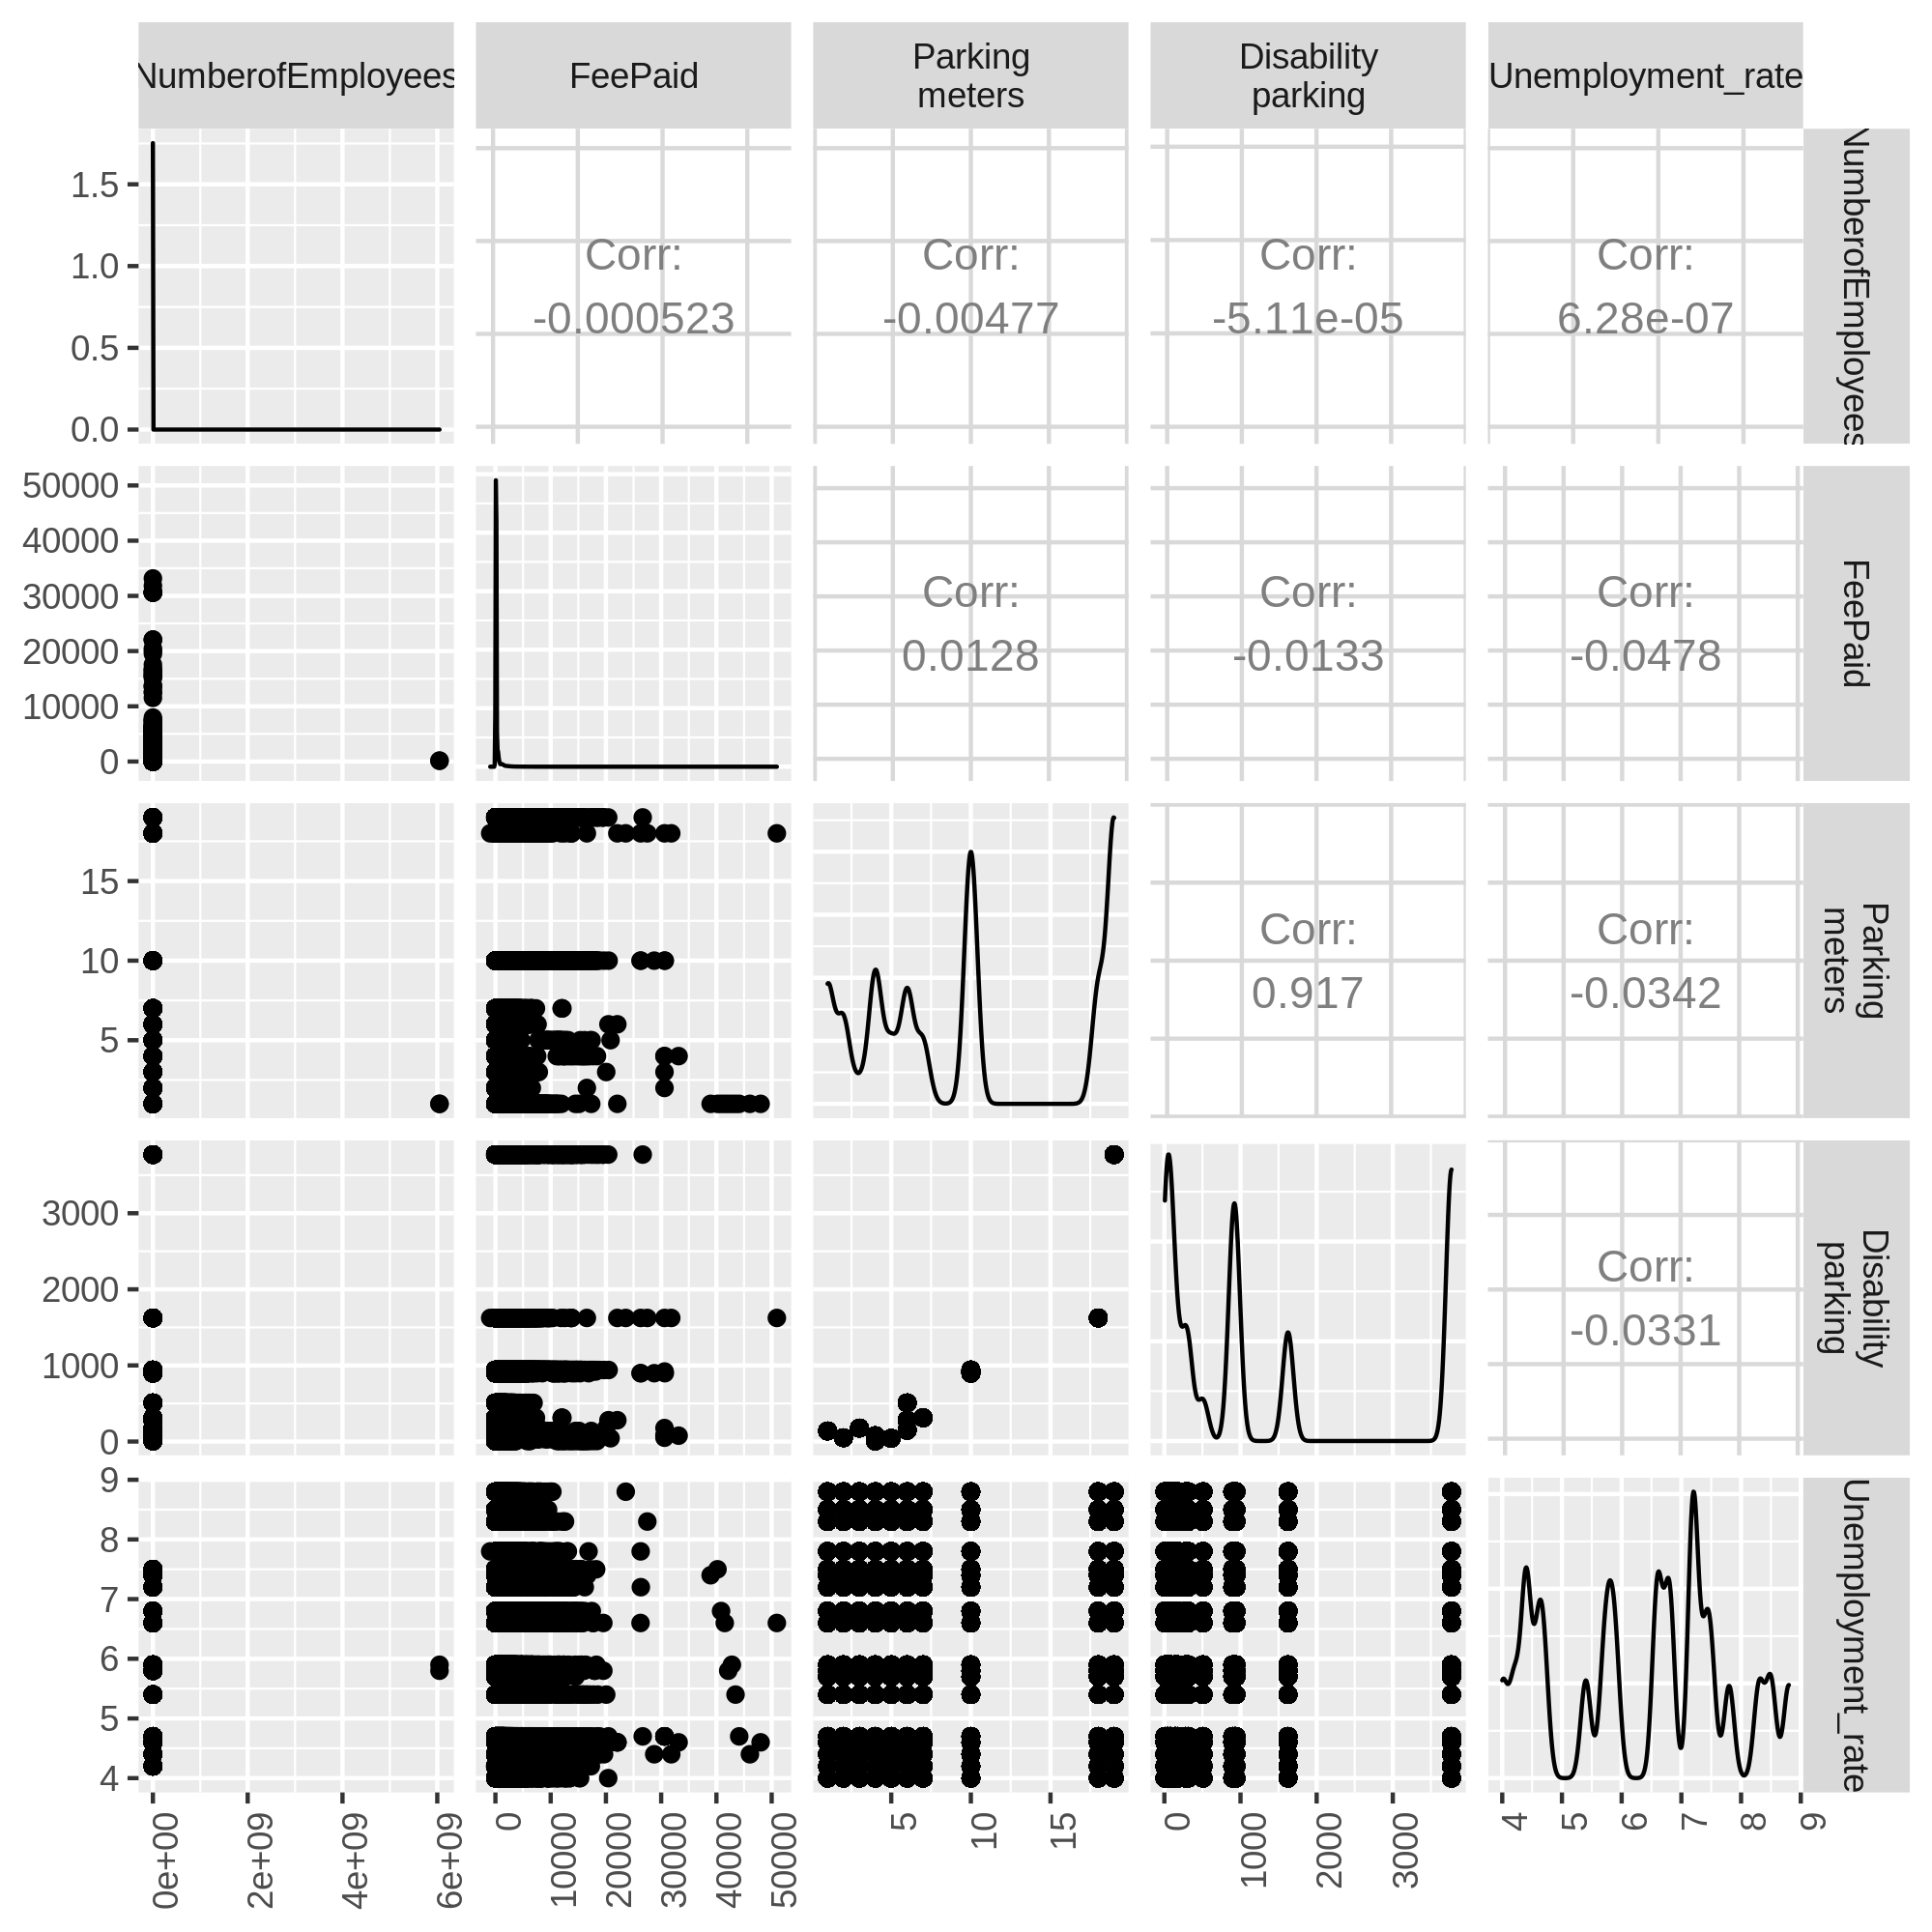 NumberofEmployees
FeePaid
Parking
meters
Disability
parking
Unemployment_rate
1.5
1.0
0.5
0.0
Corr:
-0.000523
Corr:
-0.00477
Corr:
-5.11e-05
Corr:
6.28e-07
NumberofEmployees
50000
40000
30000
20000
10000
0
Corr:
0.0128
Corr:
-0.0133
Corr:
-0.0478
FeePaid
15
10
5
Corr:
0.917
Corr:
-0.0342
Parking
meters
3000
2000
1000
0
Corr:
-0.0331
Disability
parking
9
8
7
6
5
4
Unemployment_rate
0e+00
2e+09
4e+09
6e+09
0
10000
20000
30000
40000
50000
5
10
15
0
1000
2000
3000
4
5
6
7
8
9